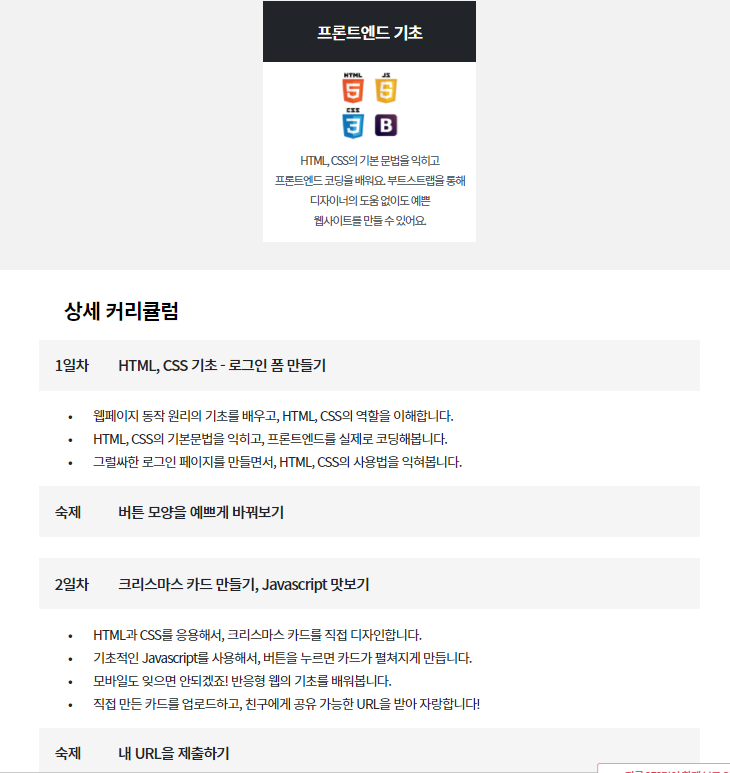 프론트엔드 기초
HTML JS
5 S
CSS
3 B
HTML, CSS의 기본 문법을 익히고
프론트엔드 코딩을 배워요. 부트스트랩을 통해
디자이너의 도움 없이도 예쁜
웹사이트를 만들 수 있어요.
상세 커리큘럼
1일차 HTML, CSS 기초 - 로그인 폼 만들기
• 웹페이지 동작 원리의 기초를 배우고, HTML, CSS의 역할을 이해합니다.
• HTML, CSS의 기본문법을 익히고, 프론트엔드를 실제로 코딩해봅니다.
• 그럴싸한 로그인 페이지를 만들면서, HTML, CSS의 사용법을 익혀봅니다.
숙제 버튼 모양을 예쁘게 바꿔보기
2일차 크리스마스 카드 만들기, Javascript 맛보기
• HTML과 CSS를 응용해서, 크리스마스 카드를 직접 디자인합니다.
• 기초적인 Javascript를 사용해서, 버튼을 누르면 카드가 펼쳐지게 만듭니다.
• 모바일도 잊으면 안되겠죠! 반응형 웹의 기초를 배워봅니다.
• 직접 만든 카드를 업로드하고, 친구에게 공유 가능한 URL을 받아 자랑합니다!
숙제 내 URL을 제출하기